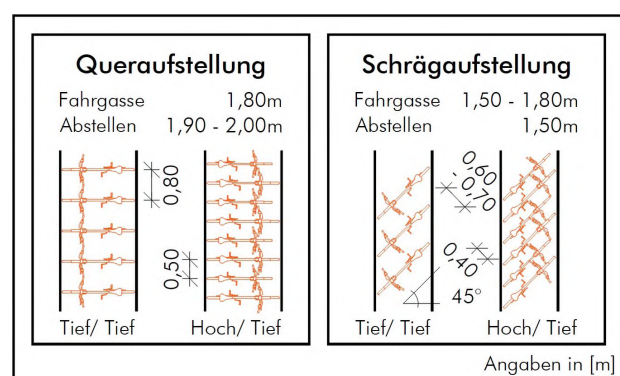 Queraufstellung
Fahrgasse 1,80m
Abstellen 1,90 - 2,00m
0,80
0,50
Tief/ Tief Hoch/ Tief
Schrägaufstellung
Fahrgasse 1,50 - 1,80m
Abstellen 1,50m
0,60
- 0,70
0,40
45°
Tief/ Tief Hoch/ Tief
Angaben in [m]